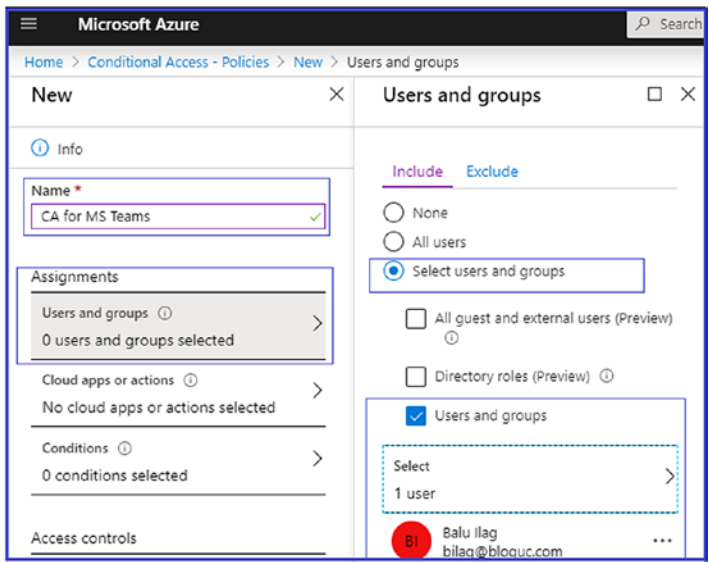 Microsoft Azure
Search
Home > Conditional Access - Policies > New > Users and groups
New
Info
Name *
CA for MS Teams
Assignments
Users and groups
0 users and groups selected
Cloud apps or actions
No cloud apps or actions selected
Conditions
0 conditions selected
Access controls
Users and groups
Include Exclude
None
All users
Select users and groups
All guest and external users (Preview)
Directory roles (Preview)
Users and groups
Select
1 user
BI
Balu Ilag
bilag@bloguc.com